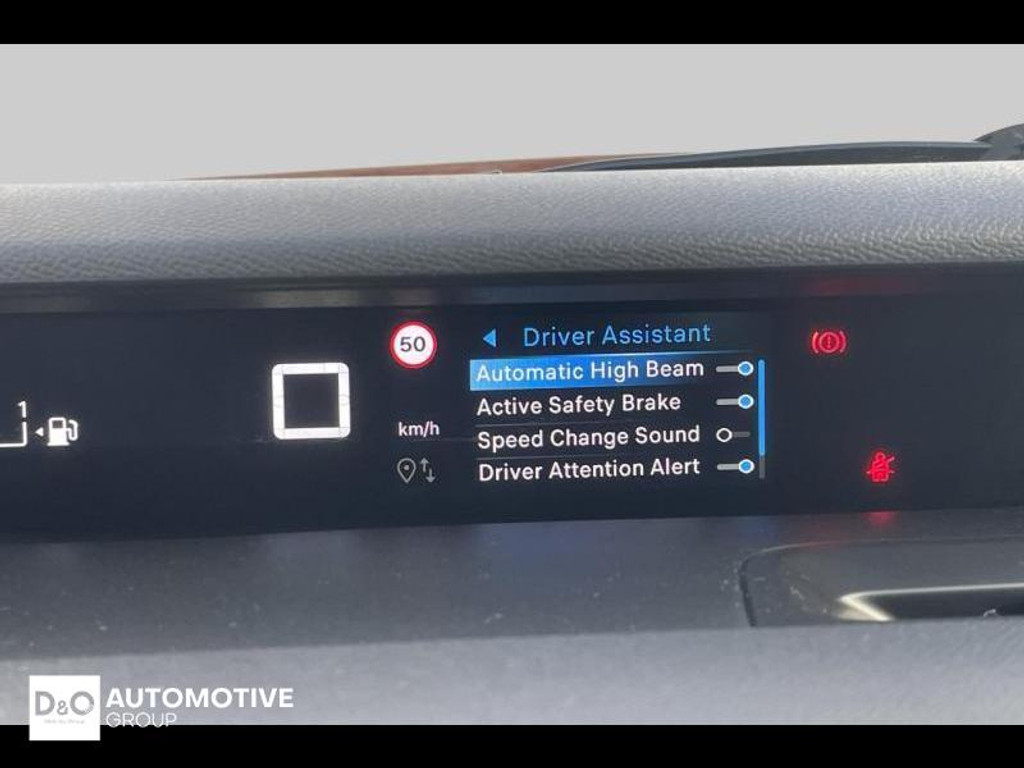 1
0
50
km/h
Driver Assistant
Automatic High Beam
Active Safety Brake
Speed Change Sound
Driver Attention Alert
D&O
AUTOMOTIVE
GROUP